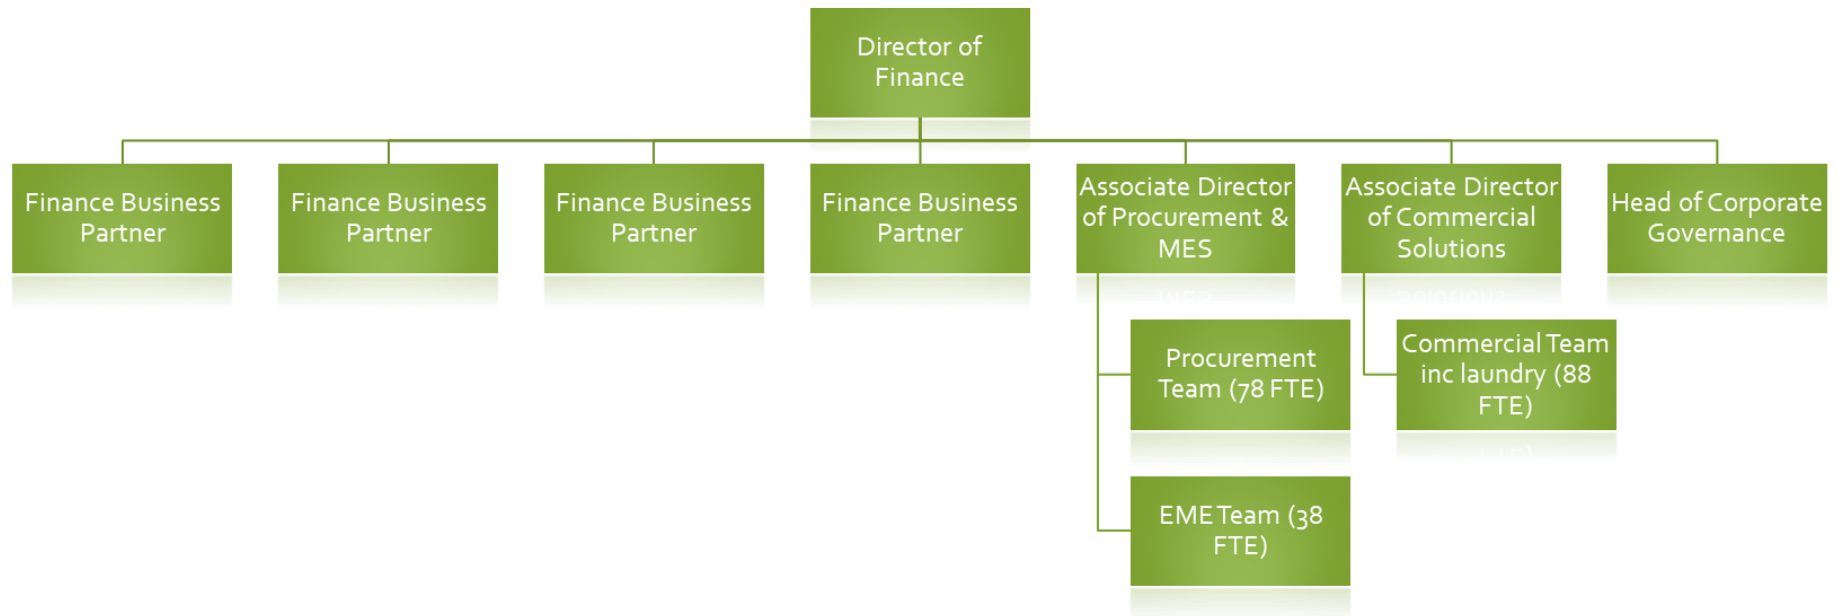 Director of
Finance
Finance Business
Partner
Finance Business
Partner
Finance Business
Partner
Finance Business
Partner
Associate Director
of Procurement &
MES
Associate Director
of Commercial
Solutions
Head of Corporate
Governance
Procurement
Team (78 FTE)
Commercial Team
inc laundry (88
FTE)
EME Team (38
FTE)